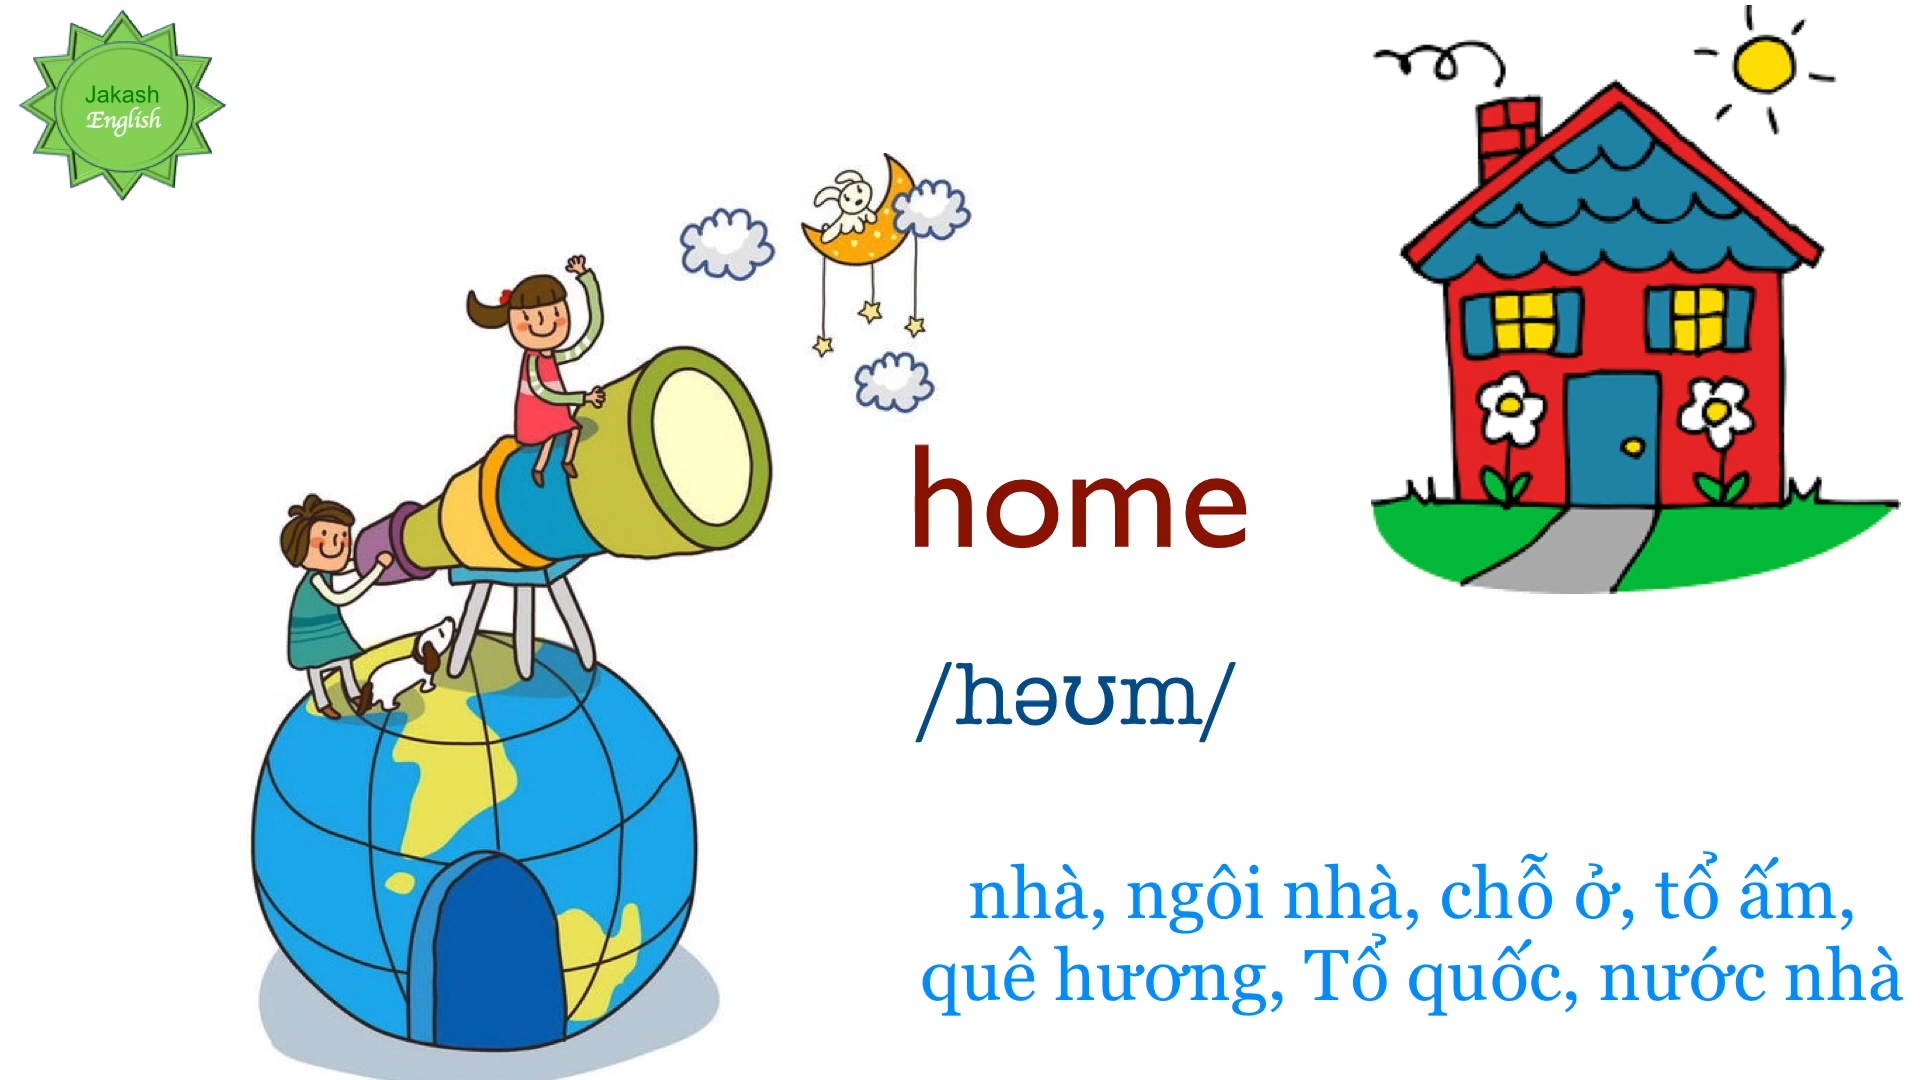 Jakash
English
home
/həʊm/
nhà, ngôi nhà, chỗ ở, tổ ấm,
quê hương, Tổ quốc, nước nhà